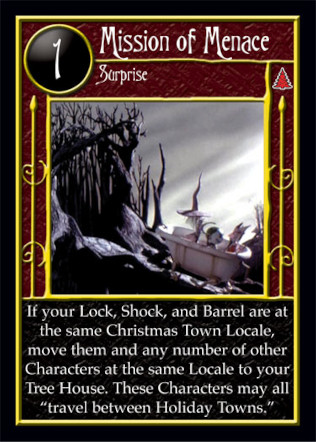 1
Mission of Menace
Surprise
If your Lock, Shock, and Barrel are at
the same Christmas Town Locale,
move them and any number of other
Characters at the same Locale to your
Tree House. These Characters may all
“travel between Holiday Towns.”